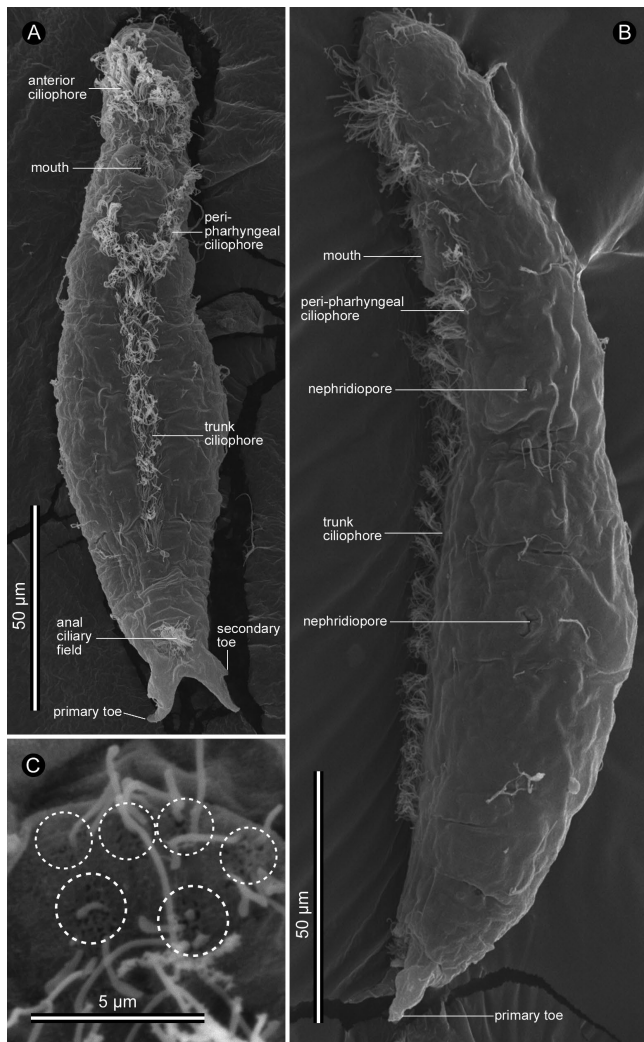 A
anterior
ciliophore
mouth
peri-
pharhyngeal
ciliophore
trunk
ciliophore
50 µm
anal
ciliary
field
secondary
toe
primary toe
B
mouth
peri-pharhyngeal
ciliophore
nephridiopore
trunk
ciliophore
nephridiopore
50 µm
primary toe
C
5 µm